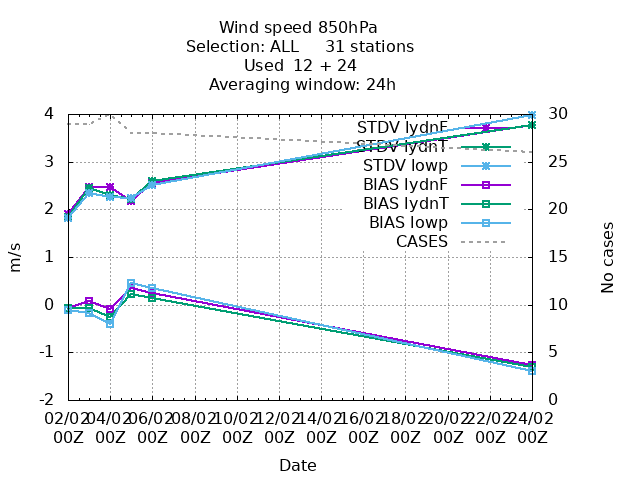 Wind speed 850hPa
Selection: ALL 31 stations
Used 12 + 24
Averaging window: 24h
4
3
2
1
0
-1
-2
m/s
30
25
20
15
10
5
0
No cases
STDV lydnF
STDV lydnT
STDV lowp
BIAS lydnF
BIAS lydnT
BIAS lowp
CASES
02/02 04/02 06/02 08/02 10/02 12/02 14/02 16/02 18/02 20/02 22/02 24/02
00Z 00Z 00Z 00Z 00Z 00Z 00Z 00Z 00Z 00Z 00Z 00Z
Date